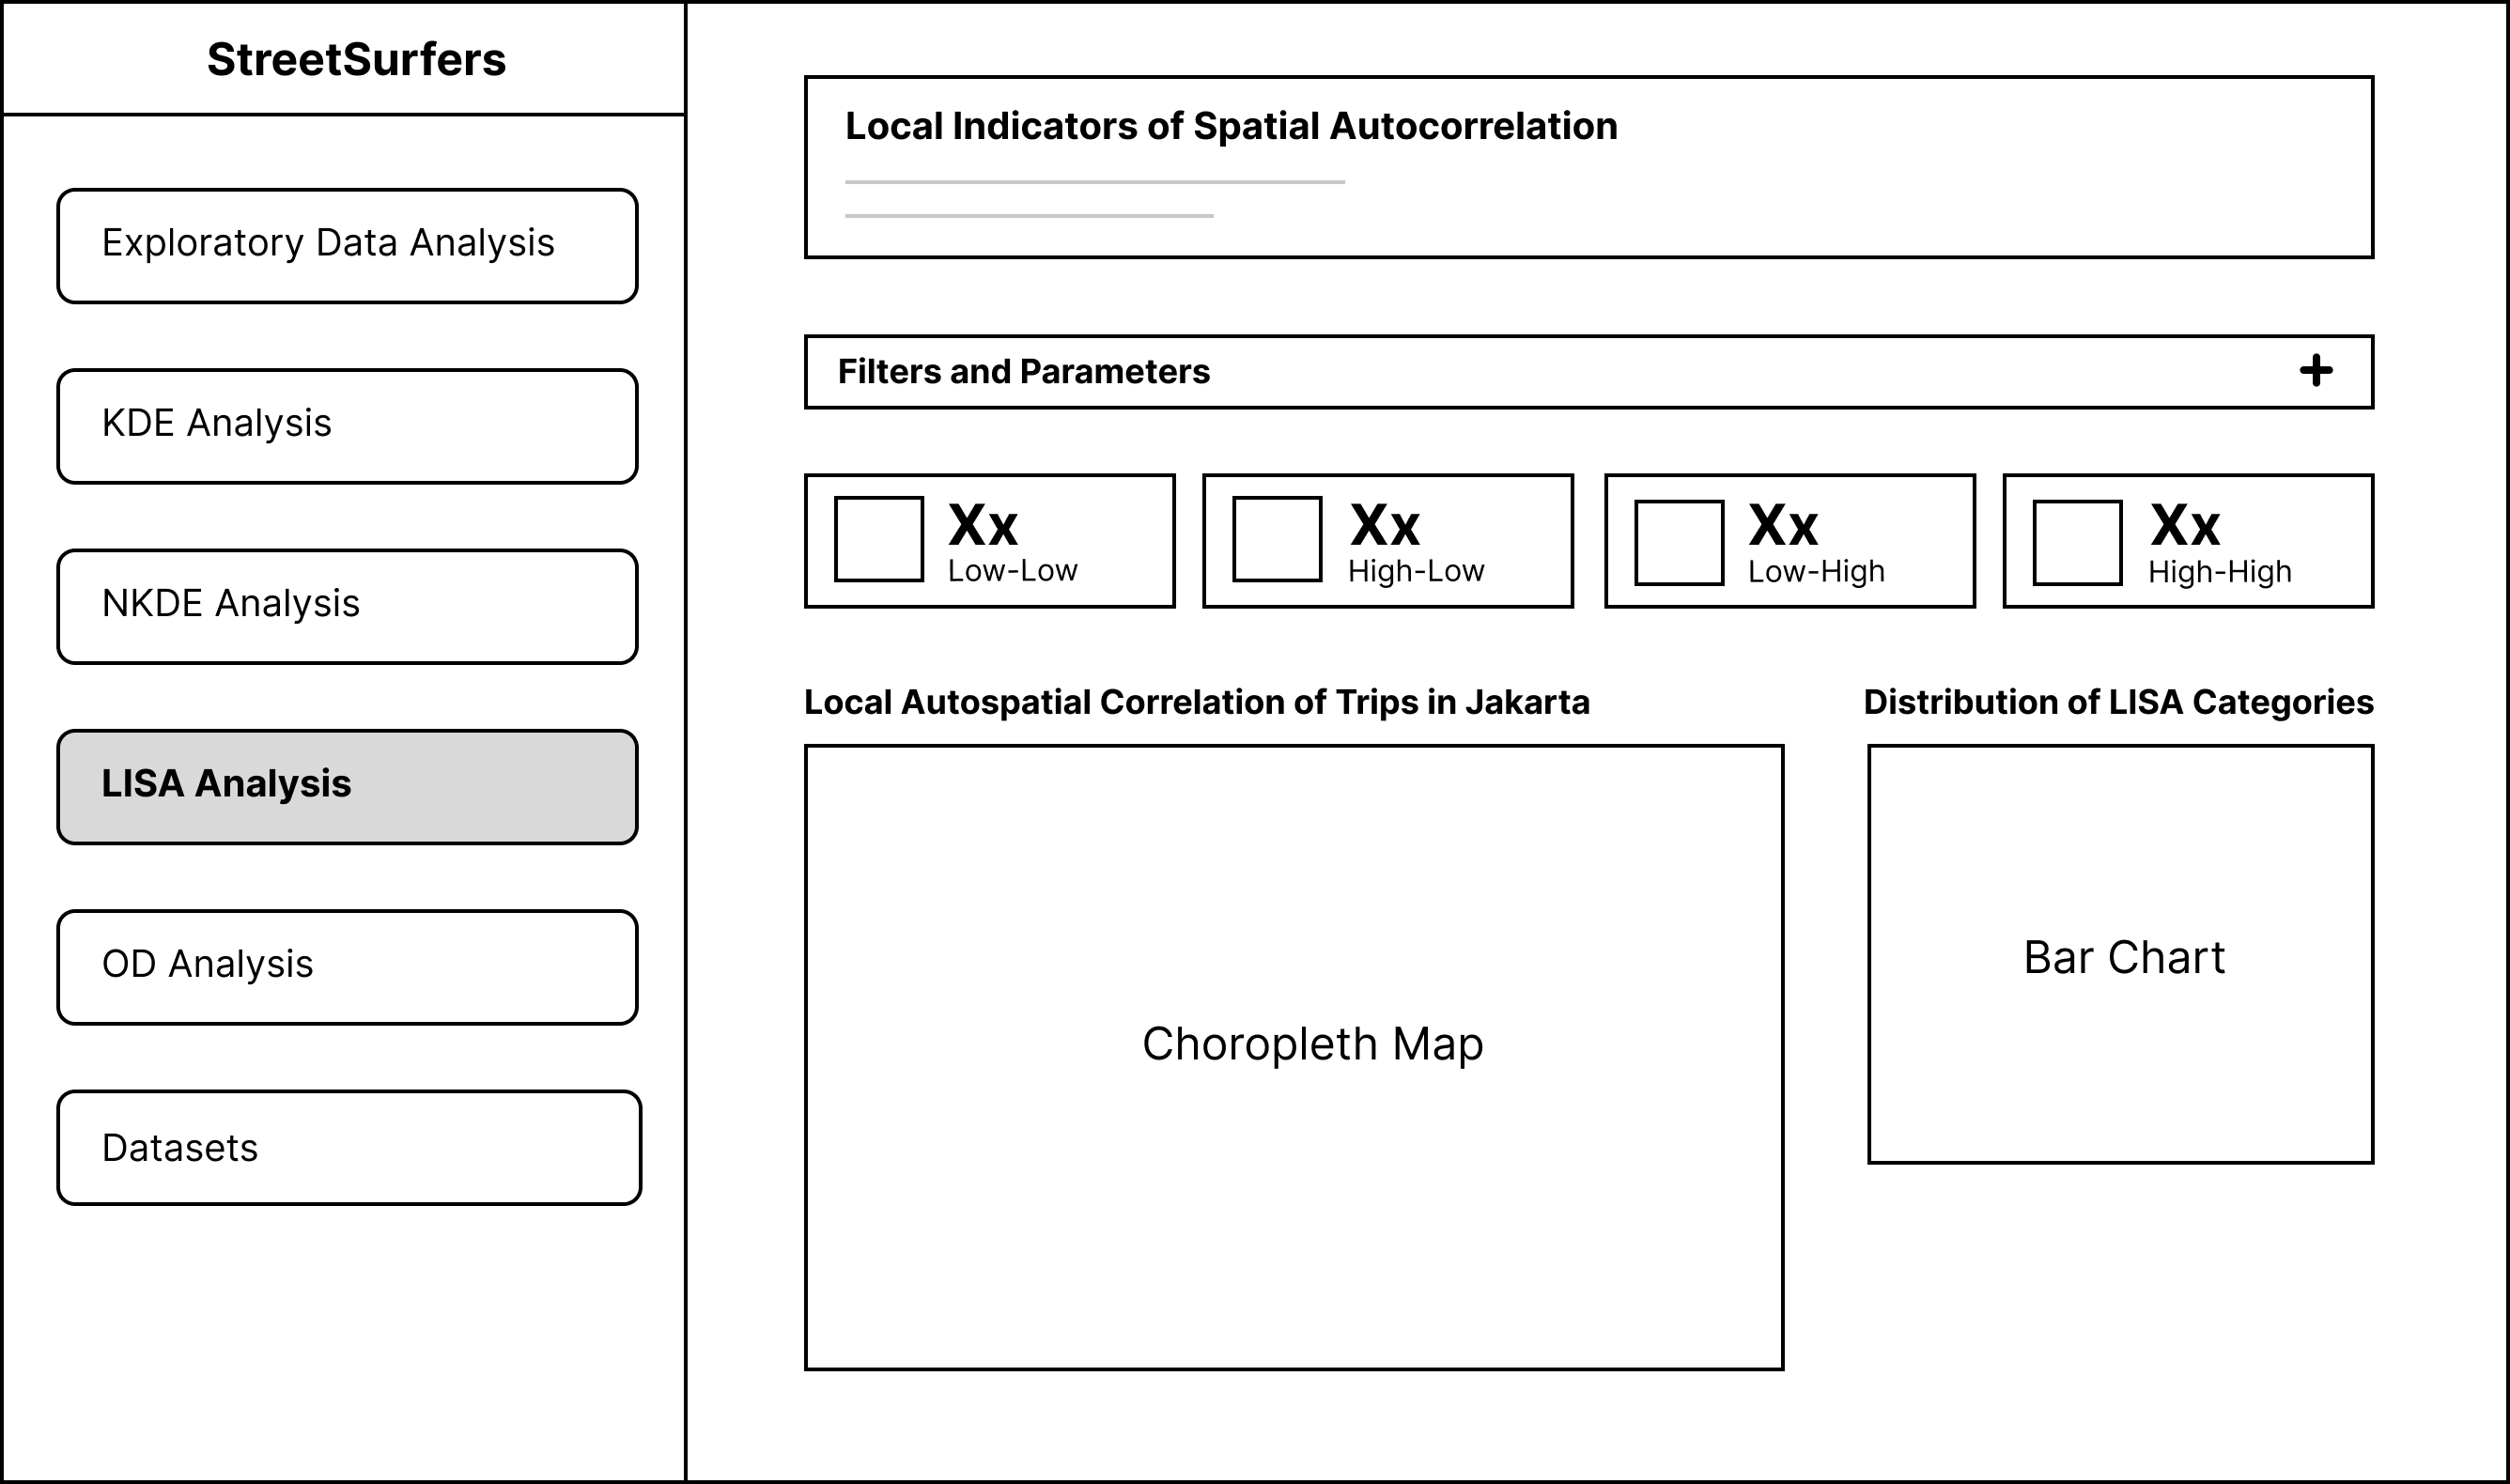 StreetSurfers
Exploratory Data Analysis
KDE Analysis
NKDE Analysis
LISA Analysis
OD Analysis
Datasets
Local Indicators of Spatial Autocorrelation
Filters and Parameters
Xx
Low-Low
Xx
High-Low
Xx
Low-High
Xx
High-High
Local Autospatial Correlation of Trips in Jakarta
Choropleth Map
Distribution of LISA Categories
Bar Chart